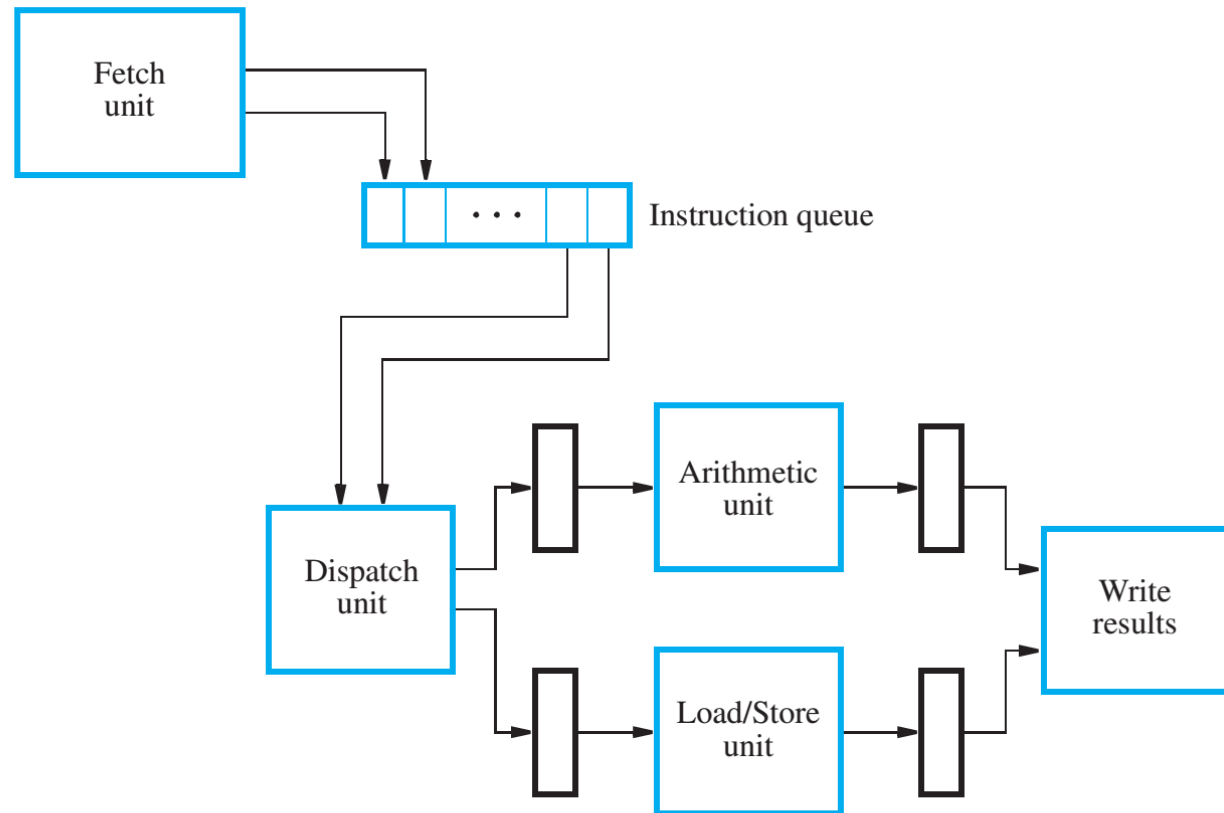 Fetch
unit
. . .
Instruction queue
Arithmetic
unit
Dispatch
unit
Write
results
Load/Store
unit